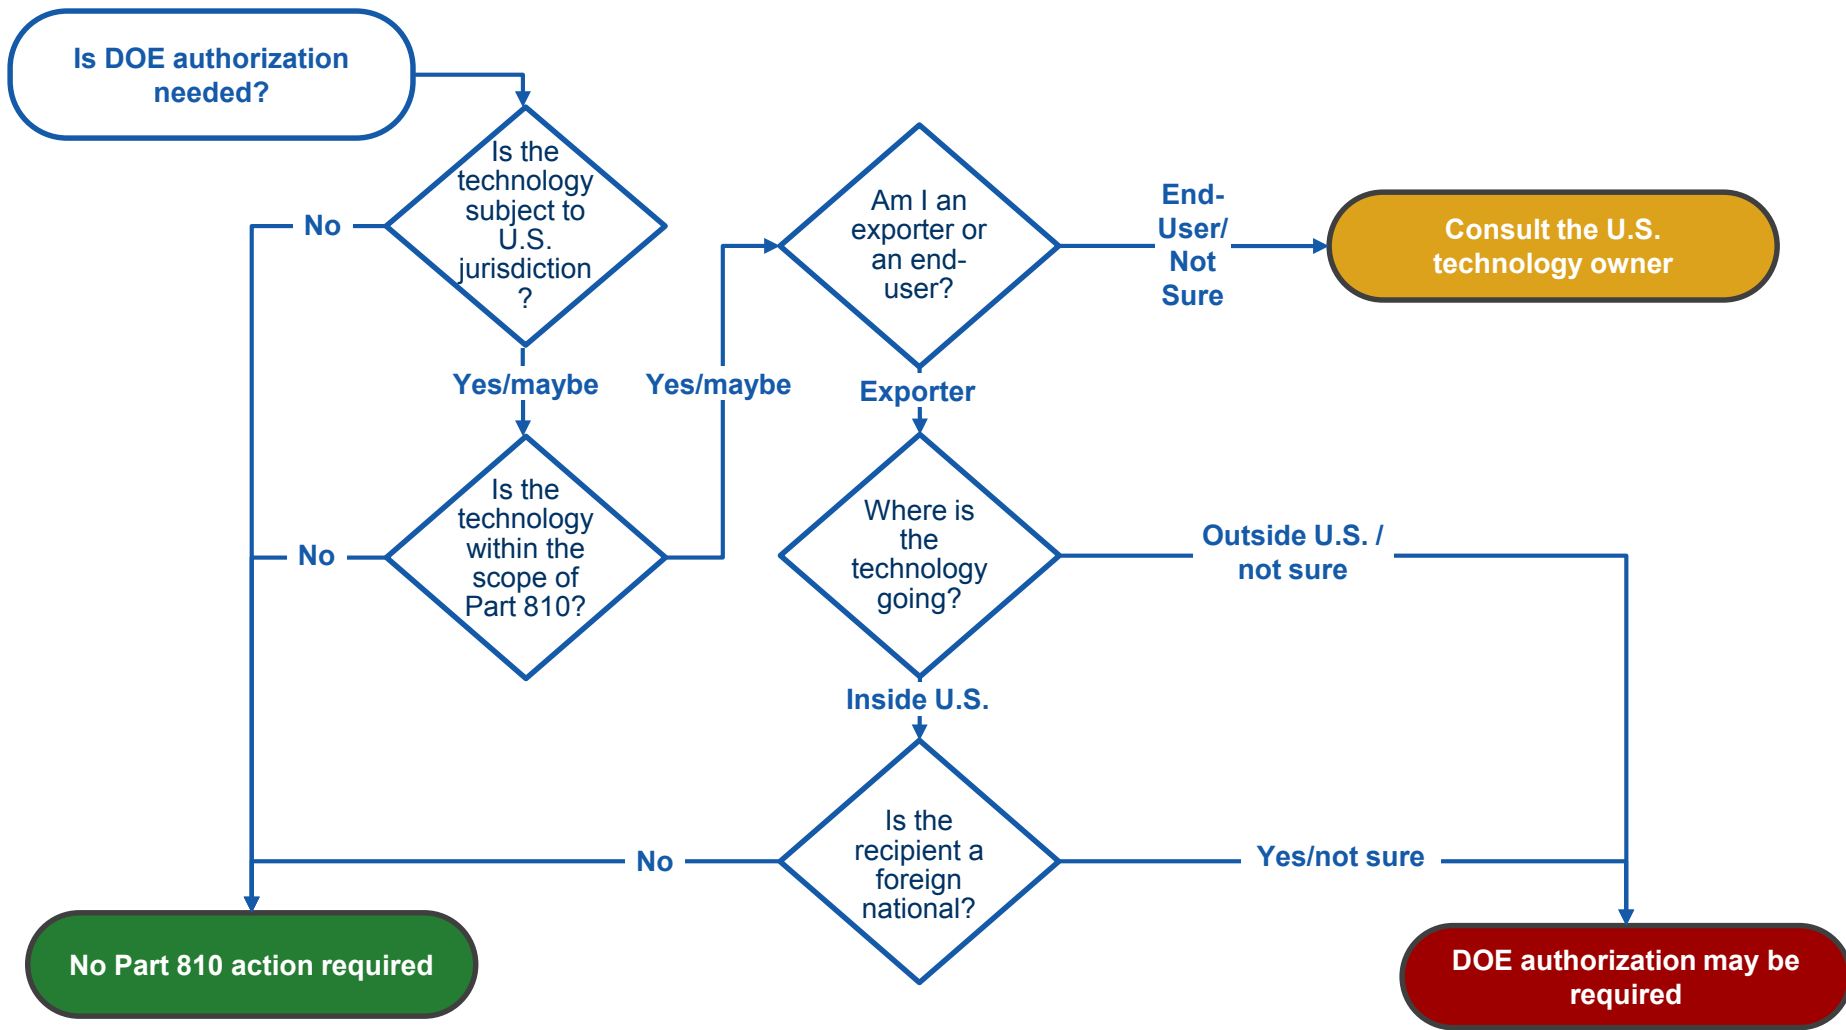 Is DOE authorization
needed?
Is the
technology
subject to
U.S.
jurisdiction
?
No
Yes/maybe
Is the
technology
within the
scope of
Part 810?
No
Yes/maybe
Am I an
exporter or
an end-
user?
End-
User/
Not
Sure
Consult the U.S.
technology owner
Exporter
Where is
the
technology
going?
Outside U.S. /
not sure
Inside U.S.
Is the
recipient a
foreign
national?
No
Yes/not sure
No Part 810 action required
DOE authorization may be
required